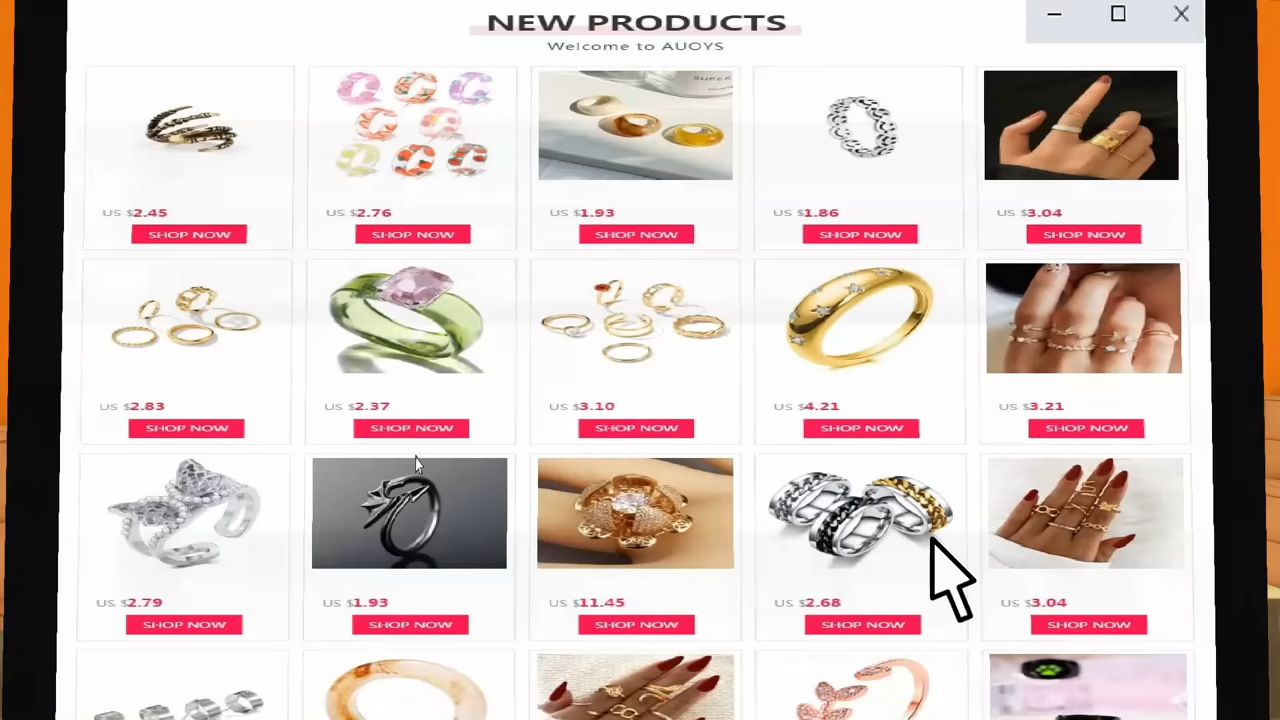 NEW PRODUCTS
Welcome to AUOYS
SUPER
US $2.45
SHOP NOW
US $2.76
SHOP NOW
US $1.93
SHOP NOW
US $1.86
SHOP NOW
US $3.04
SHOP NOW
US $2.83
SHOP NOW
US $2.37
SHOP NOW
US $3.10
SHOP NOW
US $4.21
SHOP NOW
US $3.21
SHOP NOW
US $2.79
SHOP NOW
US $1.93
SHOP NOW
US $11.45
SHOP NOW
US $2.68
SHOP NOW
US $3.04
SHOP NOW